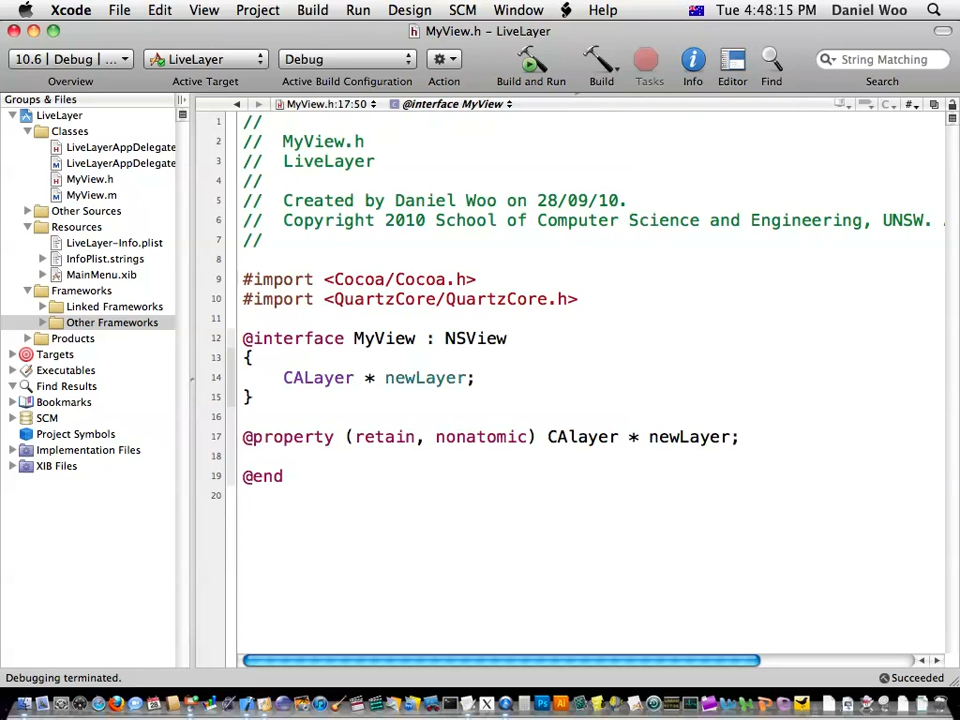 Xcode File Edit View Project Build Run Design SCM Window Help Tue 4:48:15 PM Daniel Woo
MyView.h – LiveLayer
10.6 | Debug | ... LiveLayer Debug String Matching
Overview Active Target Active Build Configuration Action Build and Run Build Tasks Info Editor Find Search
Groups & Files
MyView.h:17:50 @interface MyView
LiveLayer
Classes
LiveLayerAppDelegate
LiveLayerAppDelegate
MyView.h
MyView.m
Other Sources
Resources
LiveLayer-Info.plist
InfoPlist.strings
MainMenu.xib
Frameworks
Linked Frameworks
Other Frameworks
Products
Targets
Executables
Find Results
Bookmarks
SCM
Project Symbols
Implementation Files
XIB Files
1 //
2 // MyView.h
3 // LiveLayer
4 //
5 // Created by Daniel Woo on 28/09/10.
6 // Copyright 2010 School of Computer Science and Engineering, UNSW.
7 //
8
9 #import <Cocoa/Cocoa.h>
10 #import <QuartzCore/QuartzCore.h>
11
12 @interface MyView : NSView
13 {
14 CALayer * newLayer;
15 }
16
17 @property (retain, nonatomic) CAlayer * newLayer;
18
19 @end
20
Debugging terminated. Succeeded